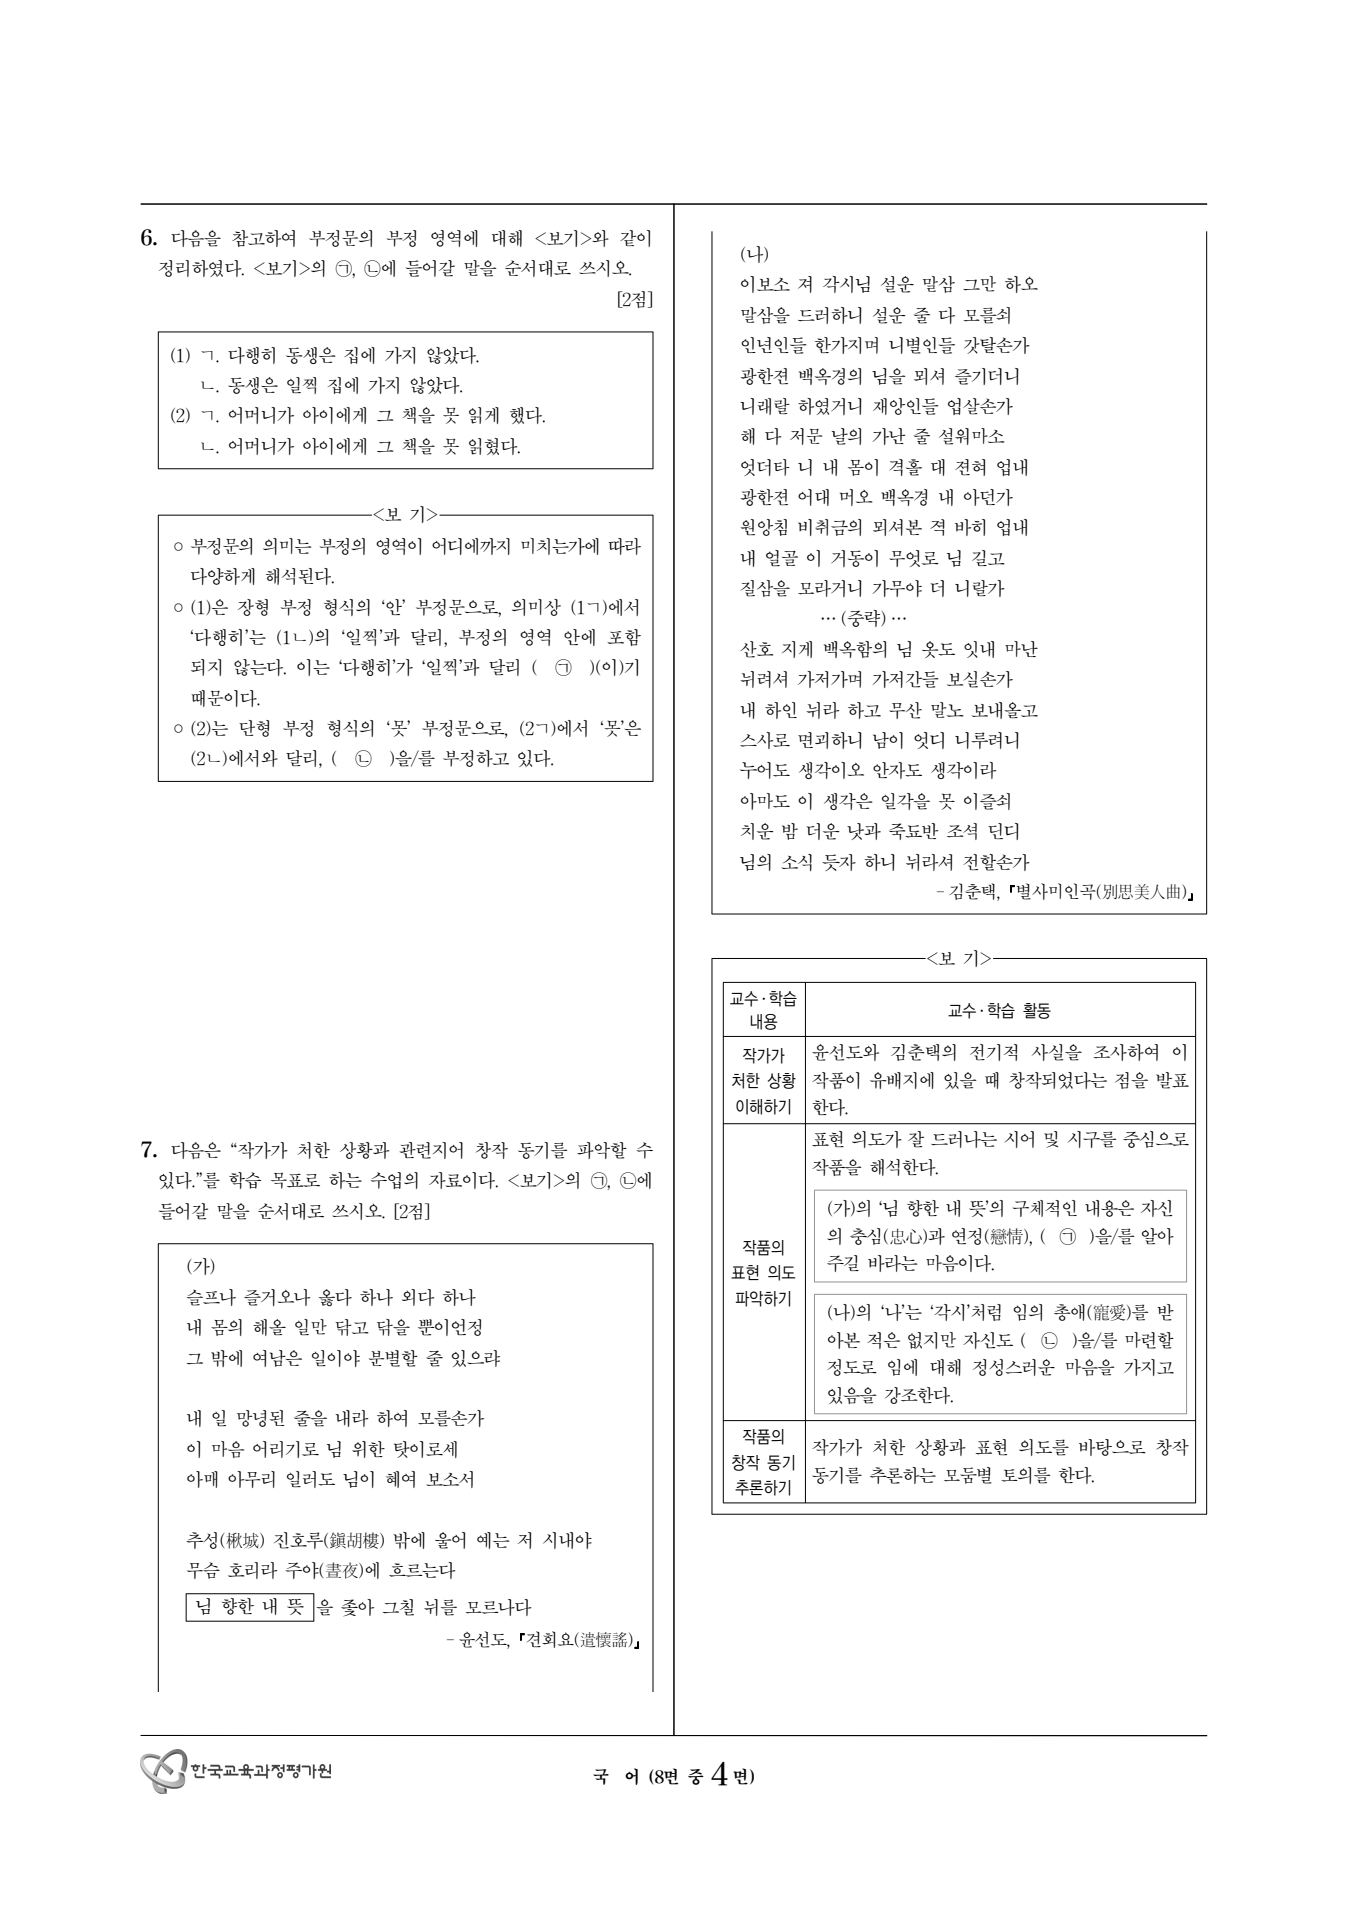 6. 다음을 참고하여 부정문의 부정 영역에 대해 <보기>와 같이
정리하였다. <보기>의 ㉠, ㉡에 들어갈 말을 순서대로 쓰시오.
[2점]
(1) ㄱ. 다행히 동생은 집에 가지 않았다.
ㄴ. 동생은 일찍 집에 가지 않았다.
(2) ㄱ. 어머니가 아이에게 그 책을 못 읽게 했다.
ㄴ. 어머니가 아이에게 그 책을 못 읽혔다.
<보 기>
○ 부정문의 의미는 부정의 영역이 어디에까지 미치는가에 따라
다양하게 해석된다.
○ (1)은 장형 부정 형식의 ‘안’ 부정문으로, 의미상 (1ㄱ)에서
‘다행히’는 (1ㄴ)의 ‘일찍’과 달리, 부정의 영역 안에 포함
되지 않는다. 이는 ‘다행히’가 ‘일찍’과 달리 ( ㉠ )(이)기
때문이다.
○ (2)는 단형 부정 형식의 ‘못’ 부정문으로, (2ㄱ)에서 ‘못’은
(2ㄴ)에서와 달리, ( ㉡ )을/를 부정하고 있다.
7. 다음은 “작가가 처한 상황과 관련지어 창작 동기를 파악할 수
있다.”를 학습 목표로 하는 수업의 자료이다. <보기>의 ㉠, ㉡에
들어갈 말을 순서대로 쓰시오. [2점]
(가)
슬프나 즐거오나 옳다 하나 외다 하나
내 몸의 해올 일만 닦고 닦을 뿐이언정
그 밖에 여남은 일이야 분별할 줄 있으랴
내 일 망녕된 줄을 내라 하여 모를손가
이 마음 어리기로 님 위한 탓이로세
아매 아무리 일러도 님이 혜여 보소서
추성(楸城) 진호루(鎭胡樓) 밖에 울어 예는 저 시내야
무슴 호리라 주야(晝夜)에 흐르는다
님 향한 내 뜻을 좇아 그칠 뉘를 모르나다
- 윤선도, 『견회요(遣懷謠)』
(나)
이보소 져 각시님 설운 말삼 그만 하오
말삼을 드러하니 설운 줄 다 모를쇠
인년인들 한가지며 니별인들 갓탈손가
광한젼 백옥경의 님을 뫼셔 즐기더니
니래랄 하였거니 재앙인들 업살손가
해 다 저문 날의 가난 줄 설워마소
엇더타 니 내 몸이 격홀 대 젼혀 업내
광한젼 어대 머오 백옥경 내 아던가
원앙침 비취금의 뫼셔본 격 바히 업내
내 얼골 이 거동이 무엇로 님 길고
질삼을 모라거니 가무야 더 니랄가
… (중략) …
산호 지게 백옥함의 님 옷도 잇내 마난
뉘려셔 가저가며 가저간들 보실손가
내 하인 뉘라 하고 무산 말노 보내올고
스사로 면괴하니 남이 엇디 니루려니
누어도 생각이오 안자도 생각이라
아마도 이 생각은 일각을 못 이즐쇠
치운 밤 더운 낫과 죽됴반 조셕 딘디
님의 소식 듯자 하니 뉘라셔 전할손가
- 김춘택, 『별사미인곡(別思美人曲)』
<보 기>
교수·학습
내용
교수·학습 활동
작가가
처한 상황
이해하기
윤선도와 김춘택의 전기적 사실을 조사하여 이
작품이 유배지에 있을 때 창작되었다는 점을 발표
한다.
작품의
표현 의도
파악하기
표현 의도가 잘 드러나는 시어 및 시구를 중심으로
작품을 해석한다.
(가)의 ‘님 향한 내 뜻’의 구체적인 내용은 자신
의 충심(忠心)과 연정(戀情), ( ㉠ )을/를 알아
주길 바라는 마음이다.
(나)의 ‘나’는 ‘각시’처럼 임의 총애(寵愛)를 받
아본 적은 없지만 자신도 ( ㉡ )을/를 마련할
정도로 임에 대해 정성스러운 마음을 가지고
있음을 강조한다.
작품의
창작 동기
추론하기
작가가 처한 상황과 표현 의도를 바탕으로 창작
동기를 추론하는 모둠별 토의를 한다.
한국교육과정평가원
국 어 (8면 중 4 면)